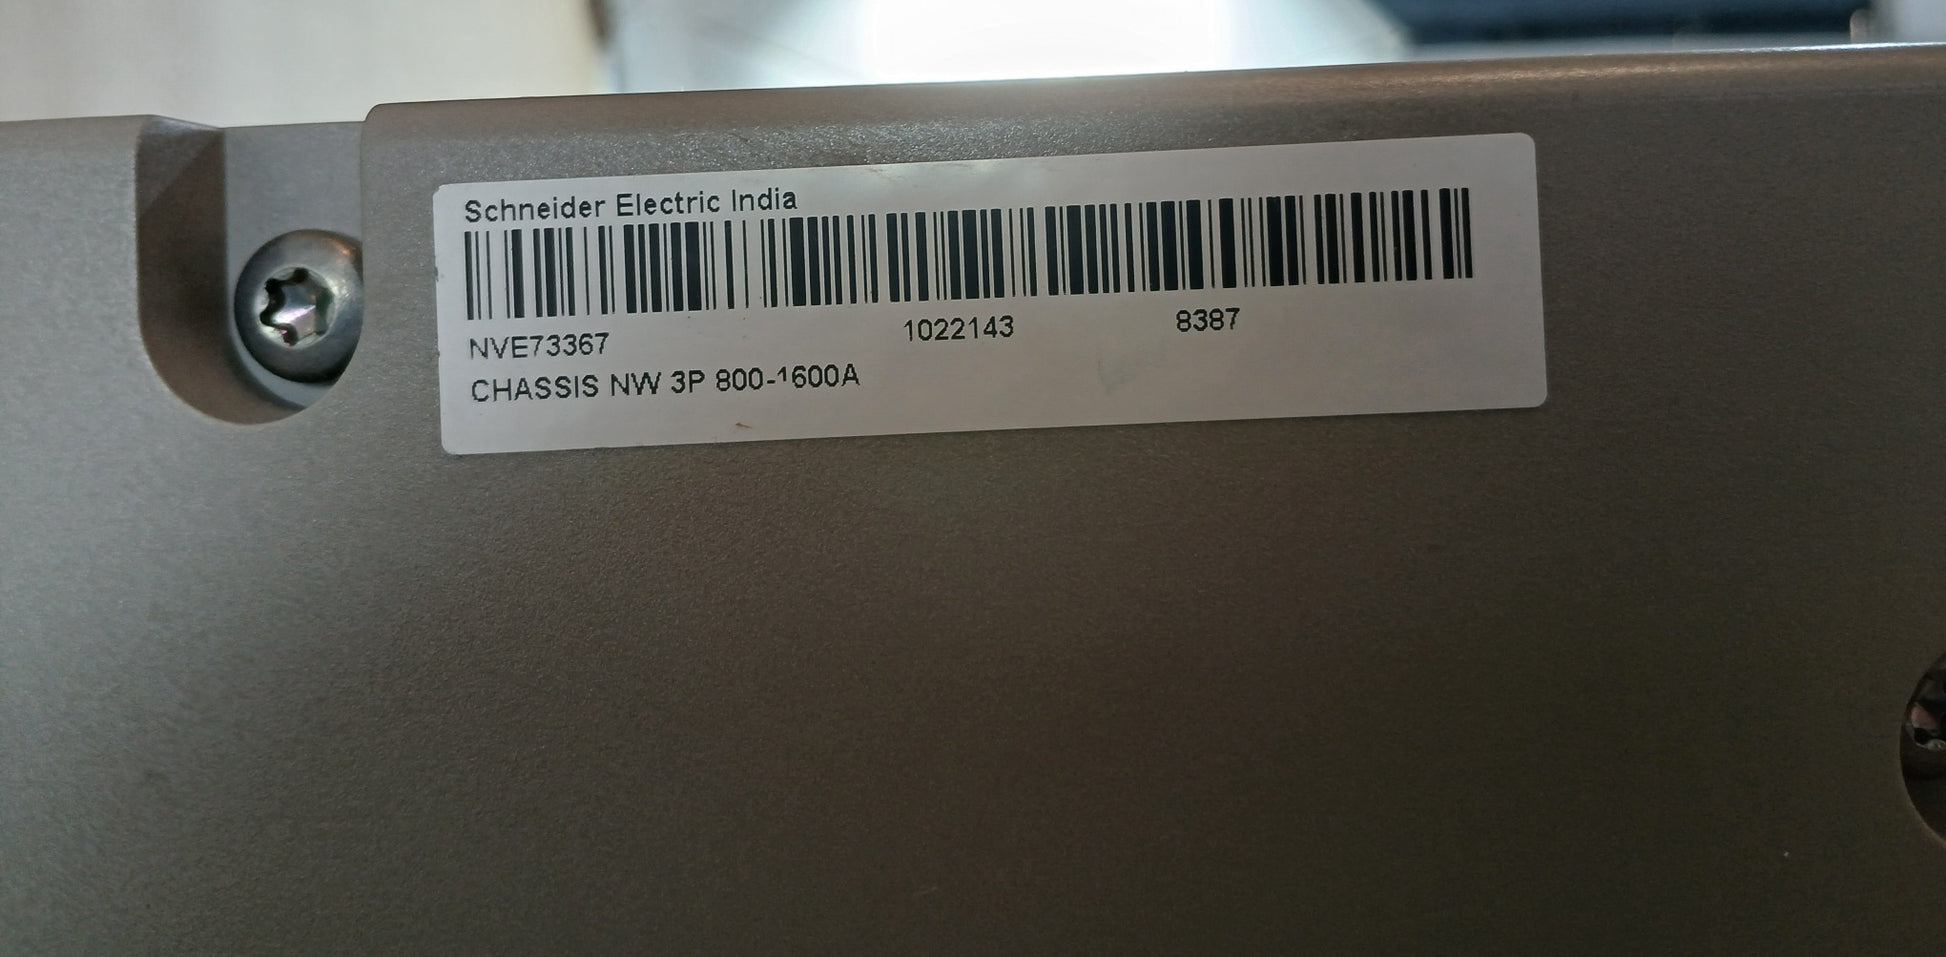 Schneider Electric India
NVE73367 1022143 8387
CHASSIS NW 3P 800-1600A